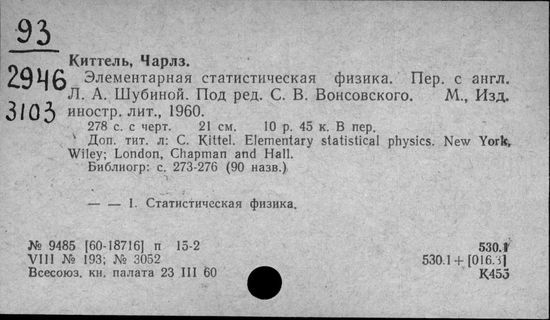 93
2946
3103
Киттель, Чарлз.
Элементарная статистическая физика. Пер. с англ.
Л. А. Шубиной. Под ред. С. В. Вонсовского. М., Изд.
иностр. лит., 1960.
278 с. с черт. 21 см. 10 р. 45 к. В пер.
Доп. тит. л: C. Kittel. Elementary statistical physics. New York,
Wiley; London, Chapman and Hall.
Библиогр: с. 273-276 (90 назв.)
— — 1. Статистическая физика.
№ 9485 [60-18716] п 15-2 530.1
VIII № 193; № 3052 530.1 + [016.3]
Всесоюз. кн. палата 23 III 60 К455